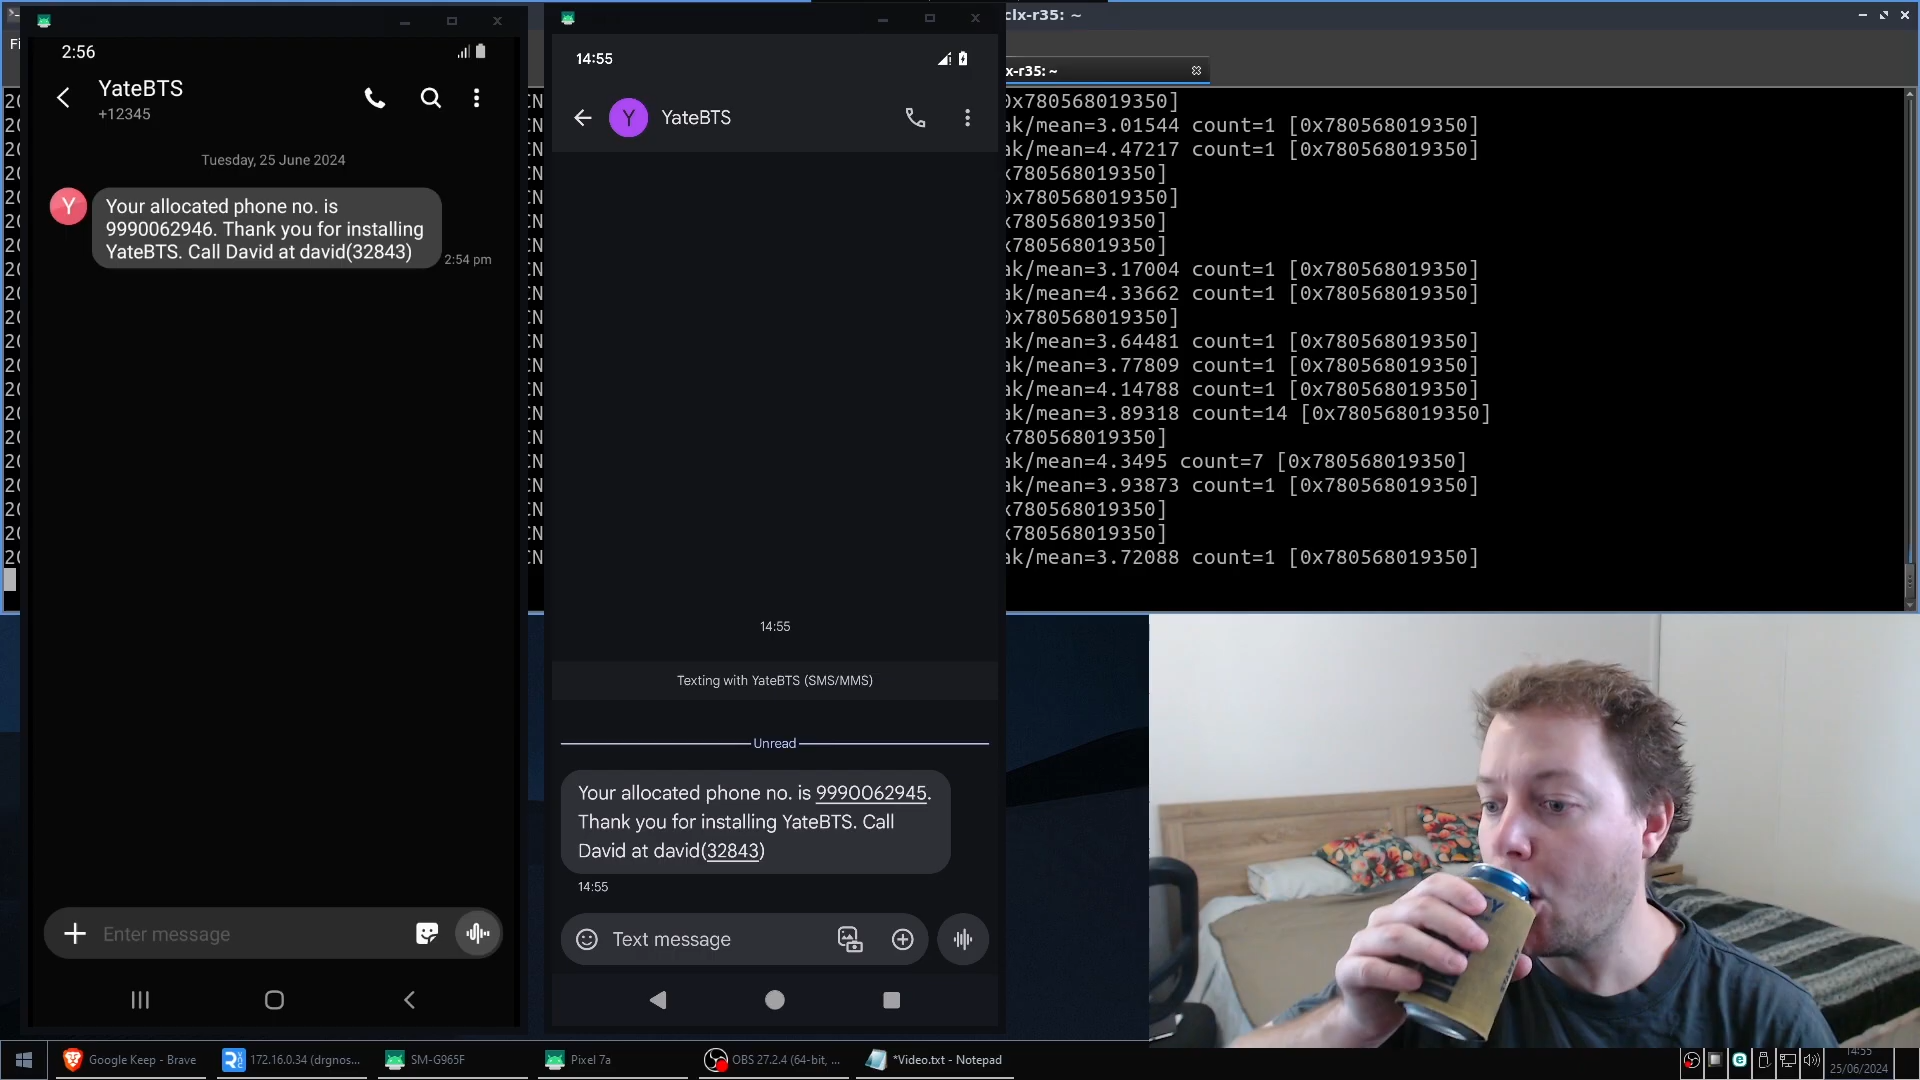 2:56
YateBTS
+12345
Tuesday, 25 June 2024
Y
Your allocated phone no. is
9990062946. Thank you for installing
YateBTS. Call David at david(32843)
2:54 pm
Enter message
14:55
Y
YateBTS
14:55
Texting with YateBTS (SMS/MMS)
Unread
Your allocated phone no. is 9990062945.
Thank you for installing YateBTS. Call
David at david(32843)
14:55
Text message
clx-r35: ~
x-r35: ~
0x780568019350]
ak/mean=3.01544 count=1 [0x780568019350]
ak/mean=4.47217 count=1 [0x780568019350]
x780568019350]
0x780568019350]
x780568019350]
x780568019350]
ak/mean=3.17004 count=1 [0x780568019350]
ak/mean=4.33662 count=1 [0x780568019350]
0x780568019350]
ak/mean=3.64481 count=1 [0x780568019350]
ak/mean=3.77809 count=1 [0x780568019350]
ak/mean=4.14788 count=1 [0x780568019350]
ak/mean=3.89318 count=14 [0x780568019350]
x780568019350]
ak/mean=4.3495 count=7 [0x780568019350]
ak/mean=3.93873 count=1 [0x780568019350]
x780568019350]
x780568019350]
ak/mean=3.72088 count=1 [0x780568019350]
Google Keep - Brave
172.16.0.34 (drgnos...
SM-G965F
Pixel 7a
OBS 27.2.4 (64-bit, ...
*Video.txt - Notepad
14:55
25/06/2024